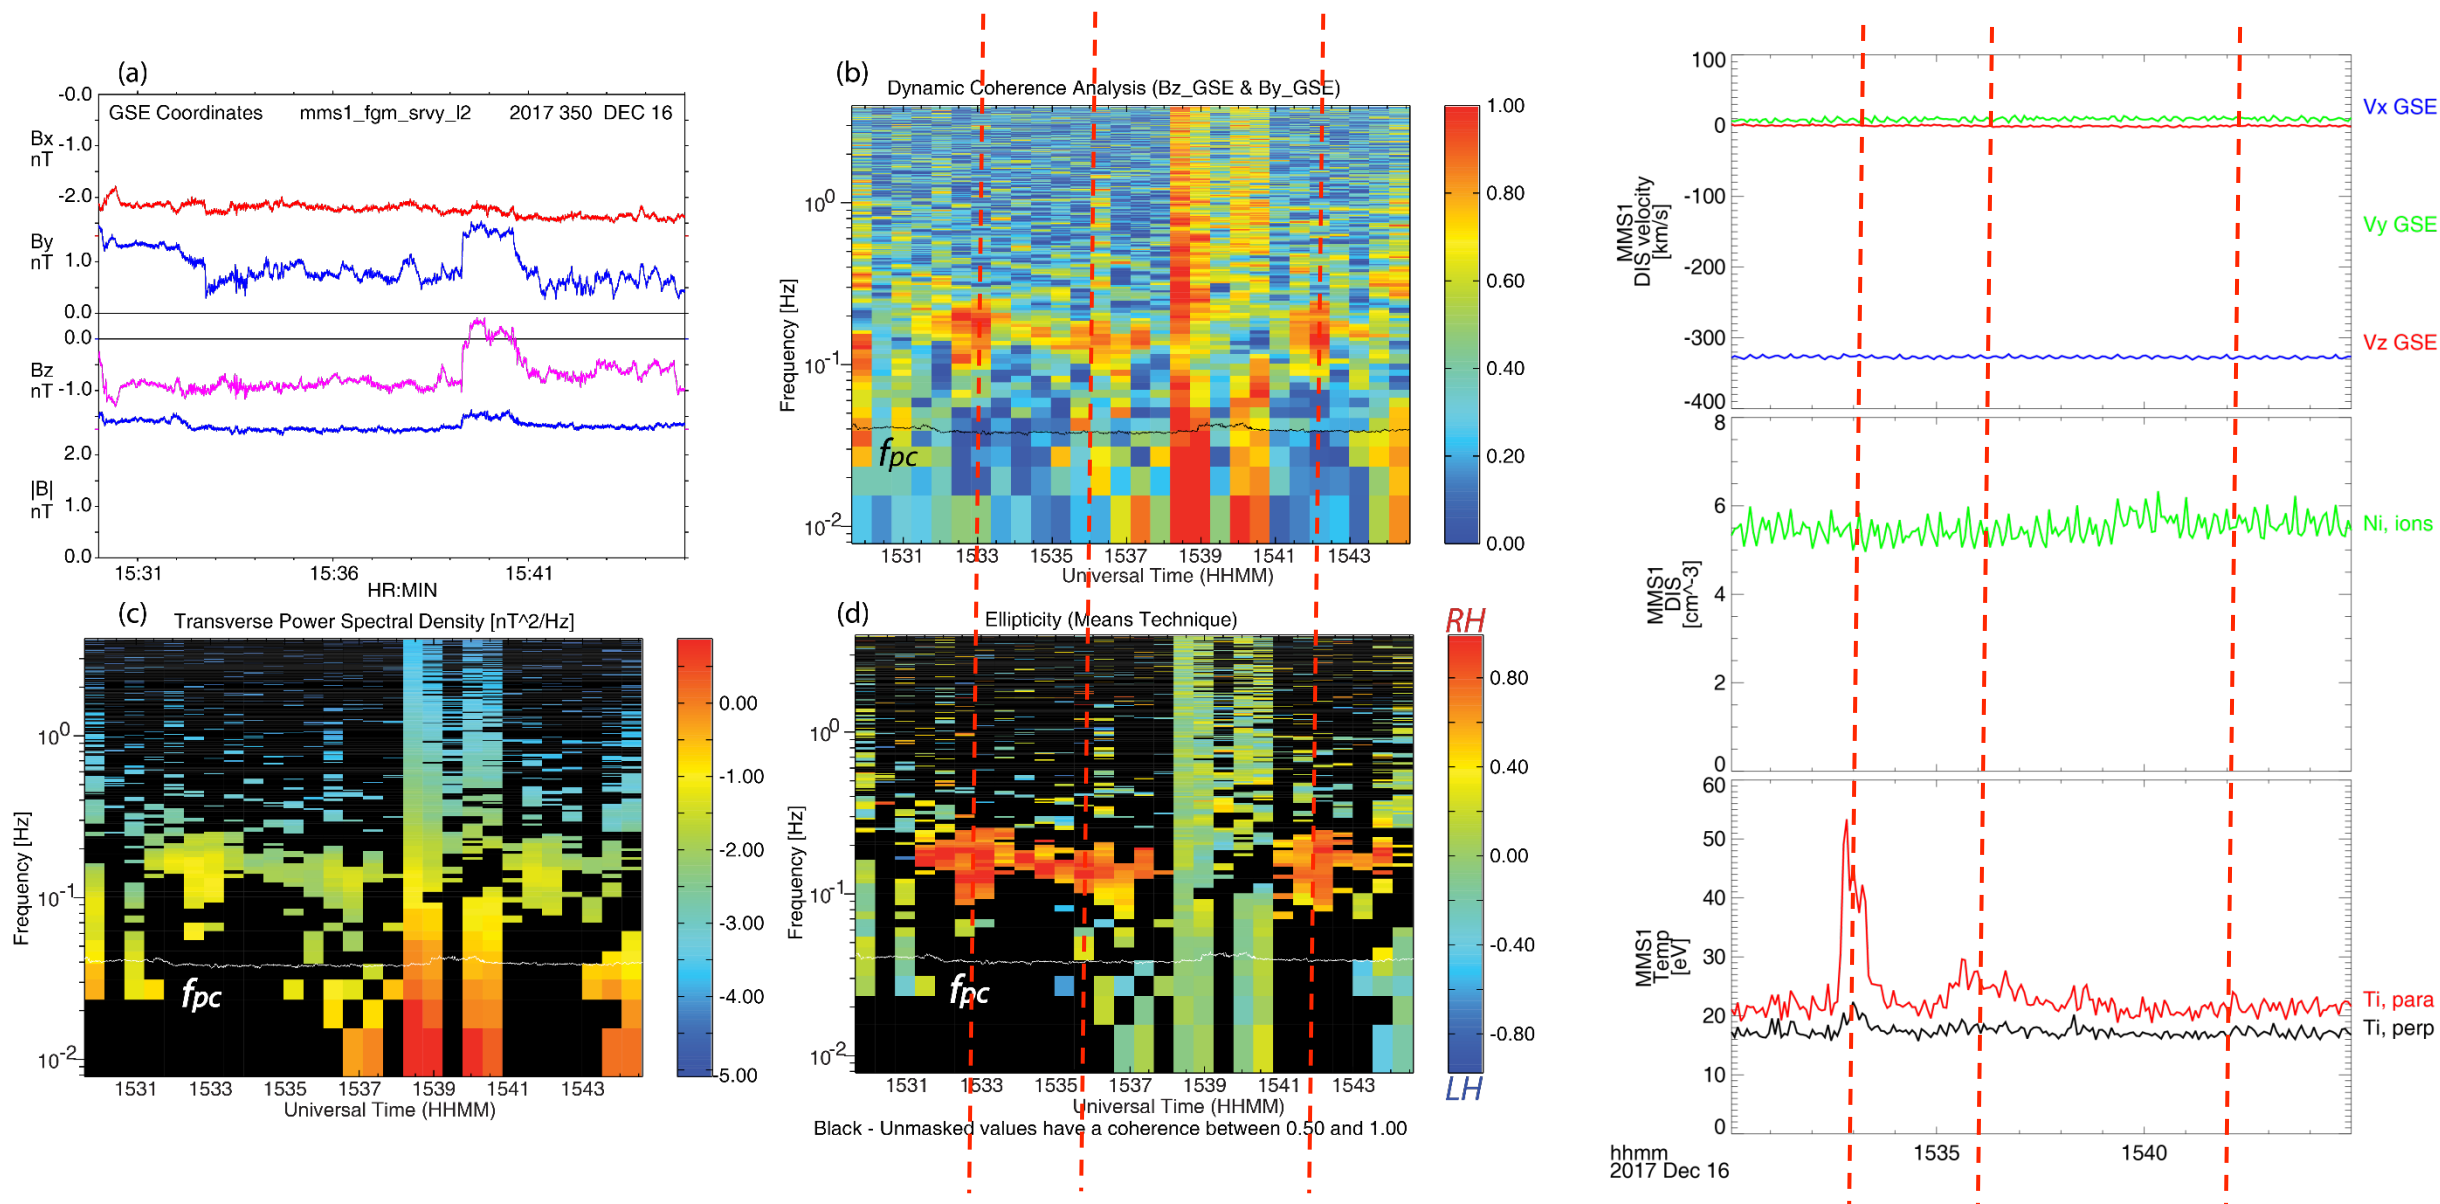 (a)
GSE Coordinates mms1_fgm_srvy_l2 2017 350 DEC 16
-0.0
Bx
nT
-1.0
-2.0
By
nT
1.0
0.0
0.0
Bz
nT
-1.0
2.0
|B|
nT
1.0
0.0
15:31 15:36 15:41
HR:MIN
(b)
Dynamic Coherence Analysis (Bz_GSE & By_GSE)
Frequency [Hz]
10^0
10^-1
10^-2
fpc
1531 1533 1535 1537 1539 1541 1543
Universal Time (HHMM)
1.00
0.80
0.60
0.40
0.20
0.00
(c)
Transverse Power Spectral Density [nT^2/Hz]
Frequency [Hz]
10^0
10^-1
10^-2
fpc
1531 1533 1535 1537 1539 1541 1543
Universal Time (HHMM)
0.00
-1.00
-2.00
-3.00
-4.00
-5.00
(d)
Ellipticity (Means Technique)
Frequency [Hz]
10^0
10^-1
10^-2
fpc
1531 1533 1535 1537 1539 1541 1543
Universal Time (HHMM)
Black - Unmasked values have a coherence between 0.50 and 1.00
RH
0.80
0.40
0.00
-0.40
-0.80
LH
100
0
-100
-200
-300
-400
MMS1
DIS velocity
[km/s]
Vx GSE
Vy GSE
Vz GSE
8
6
4
2
0
MMS1
DIS
[cm^-3]
Ni, ions
60
50
40
30
20
10
0
MMS1
Temp
[eV]
Ti, para
Ti, perp
hhmm 1535 1540
2017 Dec 16